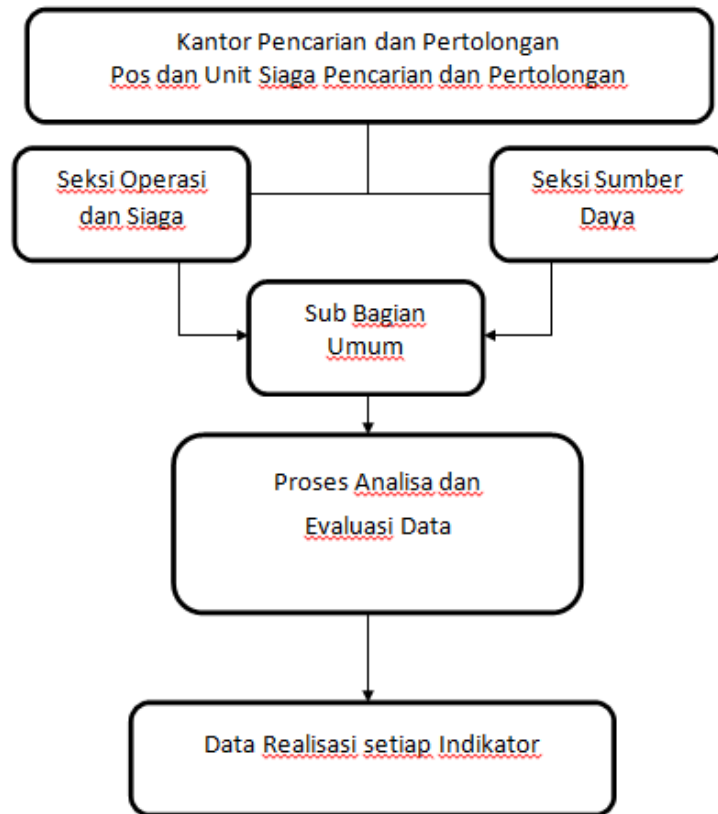 Kantor Pencarian dan Pertolongan
Pos dan Unit Siaga Pencarian dan Pertolongan
Seksi Operasi
dan Siaga
Seksi Sumber
Daya
Sub Bagian
Umum
Proses Analisa dan
Evaluasi Data
Data Realisasi setiap Indikator